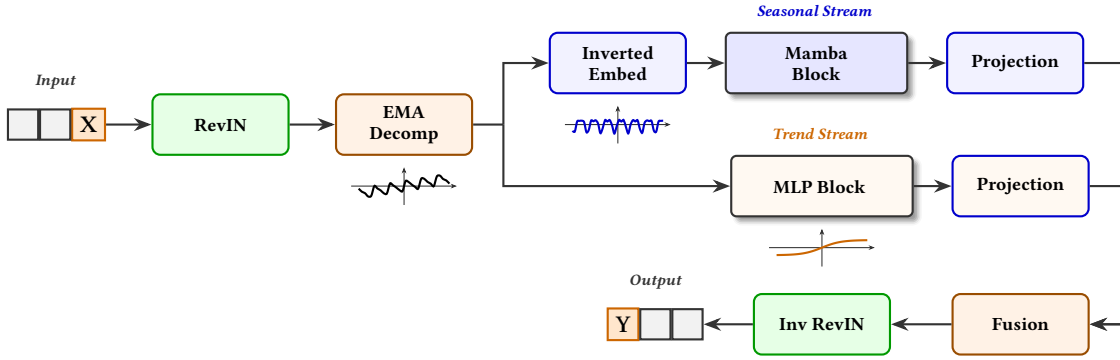 Seasonal Stream
Inverted
Embed
Mamba
Block
Projection
Input
X
RevIN
EMA
Decomp
Trend Stream
MLP Block
Projection
Output
Y
Inv RevIN
Fusion